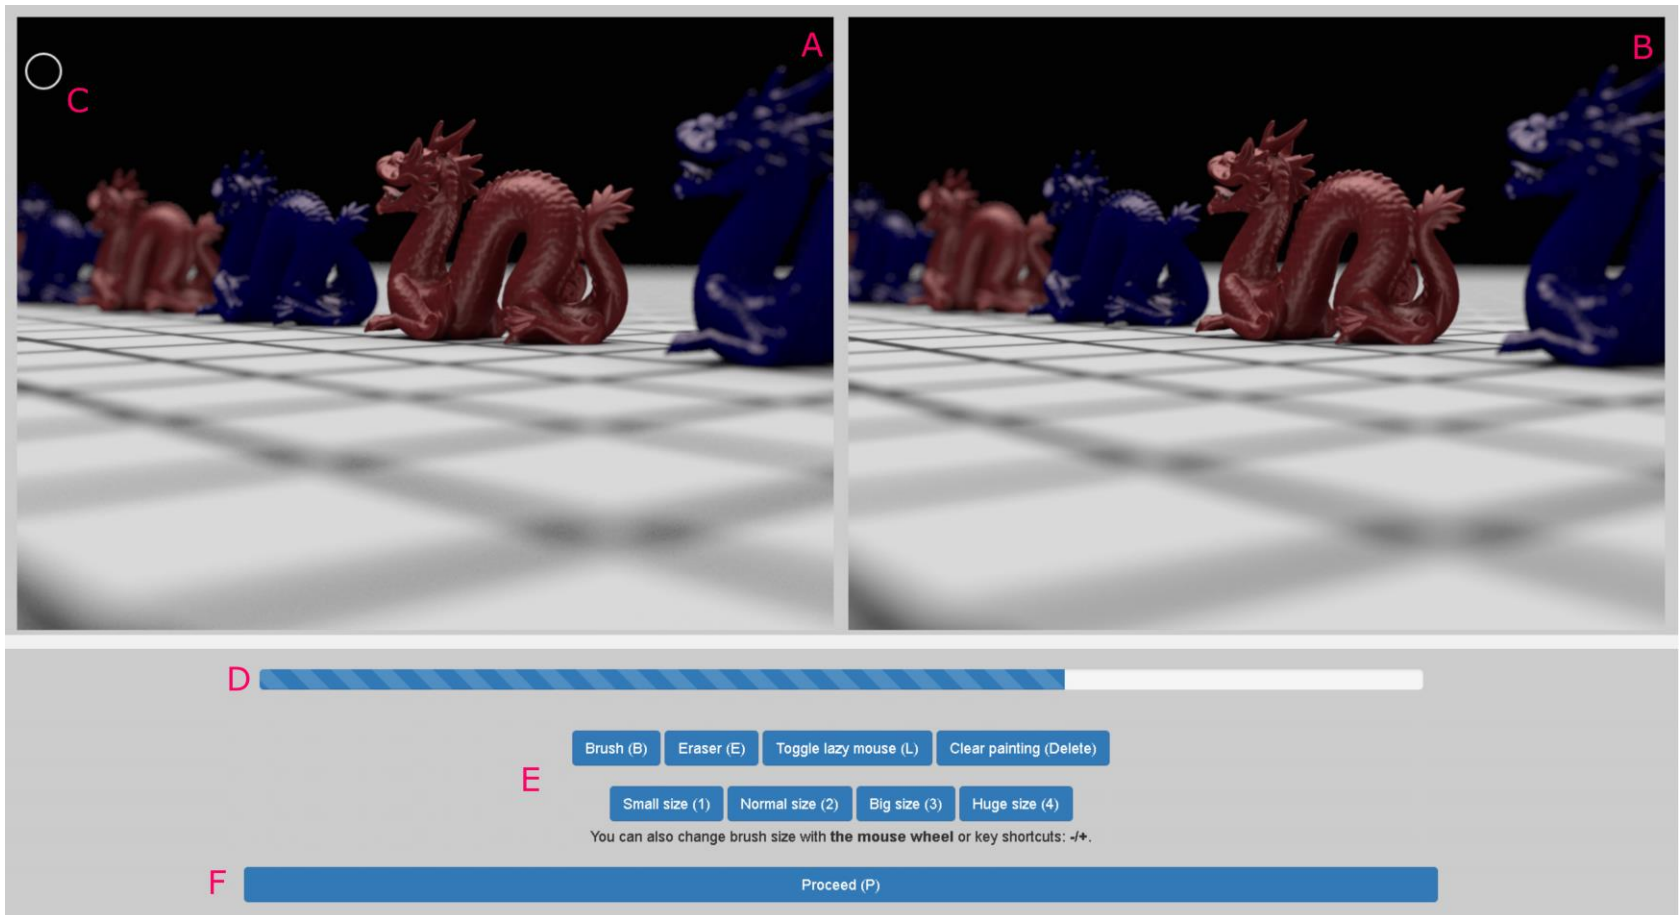 A
B
C
D
Brush (B) Eraser (E) Toggle lazy mouse (L) Clear painting (Delete)
E
Small size (1) Normal size (2) Big size (3) Huge size (4)
You can also change brush size with the mouse wheel or key shortcuts: -/+.
F
Proceed (P)